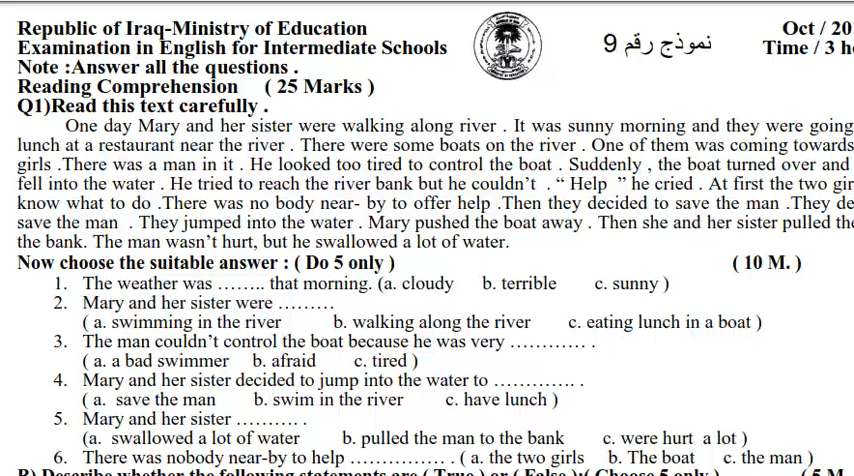 Republic of Iraq-Ministry of Education
Examination in English for Intermediate Schools
Note :Answer all the questions .
Reading Comprehension ( 25 Marks )
نموذج رقم 9
Oct / 20
Time / 3 h
Q1)Read this text carefully .
One day Mary and her sister were walking along river . It was sunny morning and they were going
lunch at a restaurant near the river . There were some boats on the river . One of them was coming towards
girls .There was a man in it . He looked too tired to control the boat . Suddenly , the boat turned over and
fell into the water . He tried to reach the river bank but he couldn’t . “ Help ” he cried . At first the two gir
know what to do .There was no body near- by to offer help .Then they decided to save the man .They de
save the man . They jumped into the water . Mary pushed the boat away . Then she and her sister pulled the
the bank. The man wasn’t hurt, but he swallowed a lot of water.
Now choose the suitable answer : ( Do 5 only ) ( 10 M. )
1. The weather was …….. that morning. (a. cloudy b. terrible c. sunny )
2. Mary and her sister were ………
( a. swimming in the river b. walking along the river c. eating lunch in a boat )
3. The man couldn’t control the boat because he was very ………… .
( a. a bad swimmer b. afraid c. tired )
4. Mary and her sister decided to jump into the water to …………. .
( a. save the man b. swim in the river c. have lunch )
5. Mary and her sister ………. .
(a. swallowed a lot of water b. pulled the man to the bank c. were hurt a lot )
6. There was nobody near-by to help ……………. . ( a. the two girls b. The boat c. the man )
B) Describe whether the following statements are ( True ) or ( False ):( Choose 5 only ) ( 5 M